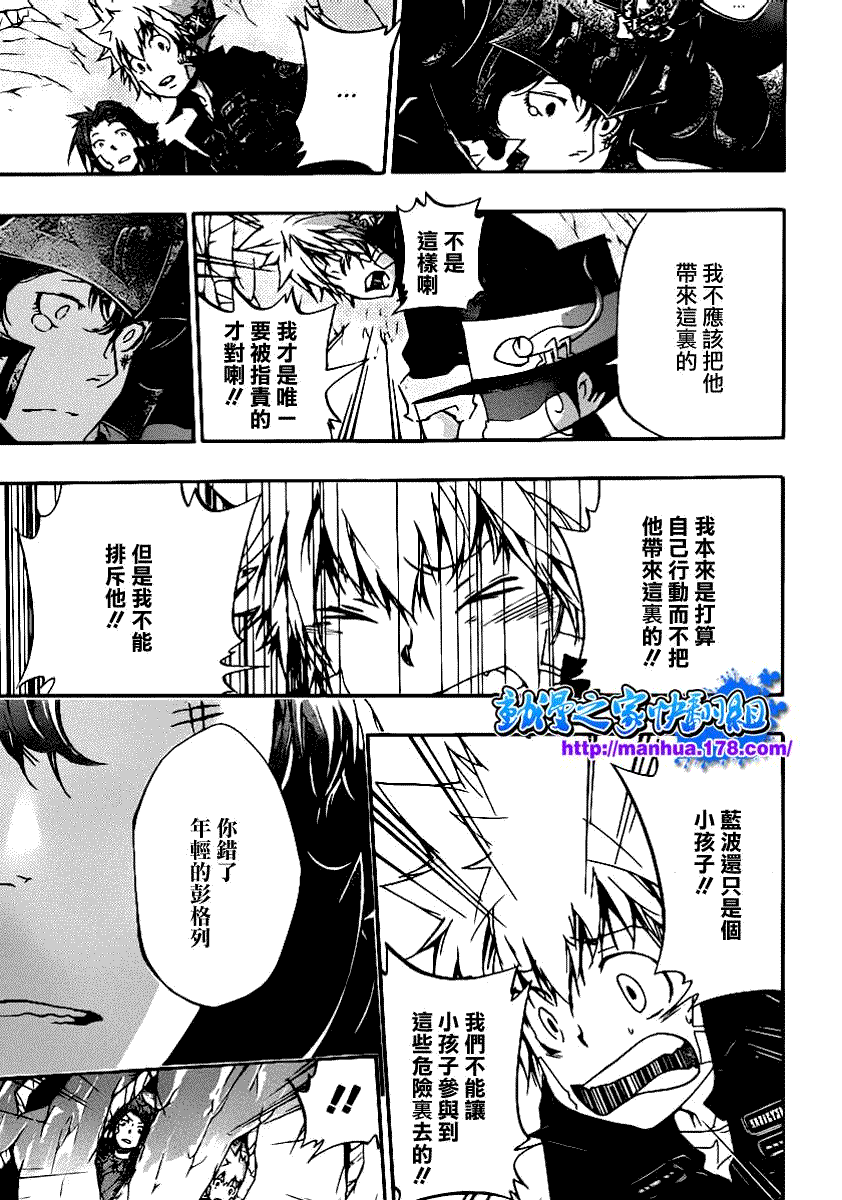 …
…
我不應該把他
帶來這裏的
不是
這樣喇
我才是唯一
要被指責的
才對喇!!
我本來是打算
自己行動而不把
他帶來這裏的!!
但是我不能
排斥他!!
動漫之家快翻組
http://manhua.178.com/
藍波還只是個
小孩子!!
我們不能讓
小孩子參與到
這些危險裏去的!!
你錯了
年輕的彭格列
!!